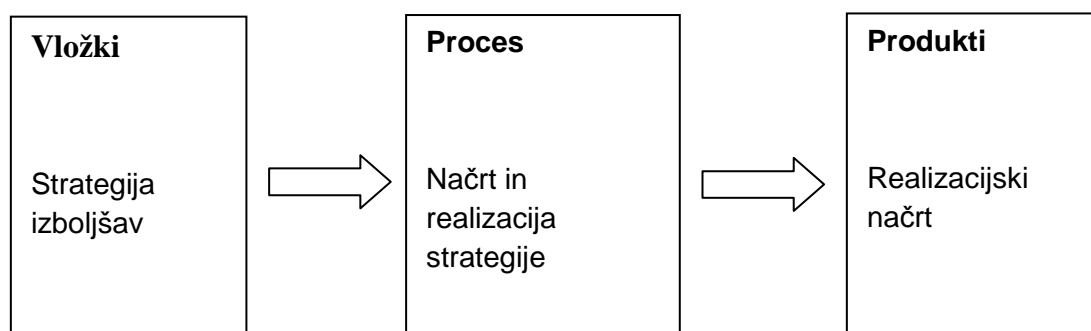 Vložki
Strategija
izboljšav
Proces
Načrt in
realizacija
strategije
Produkti
Realizacijski
načrt